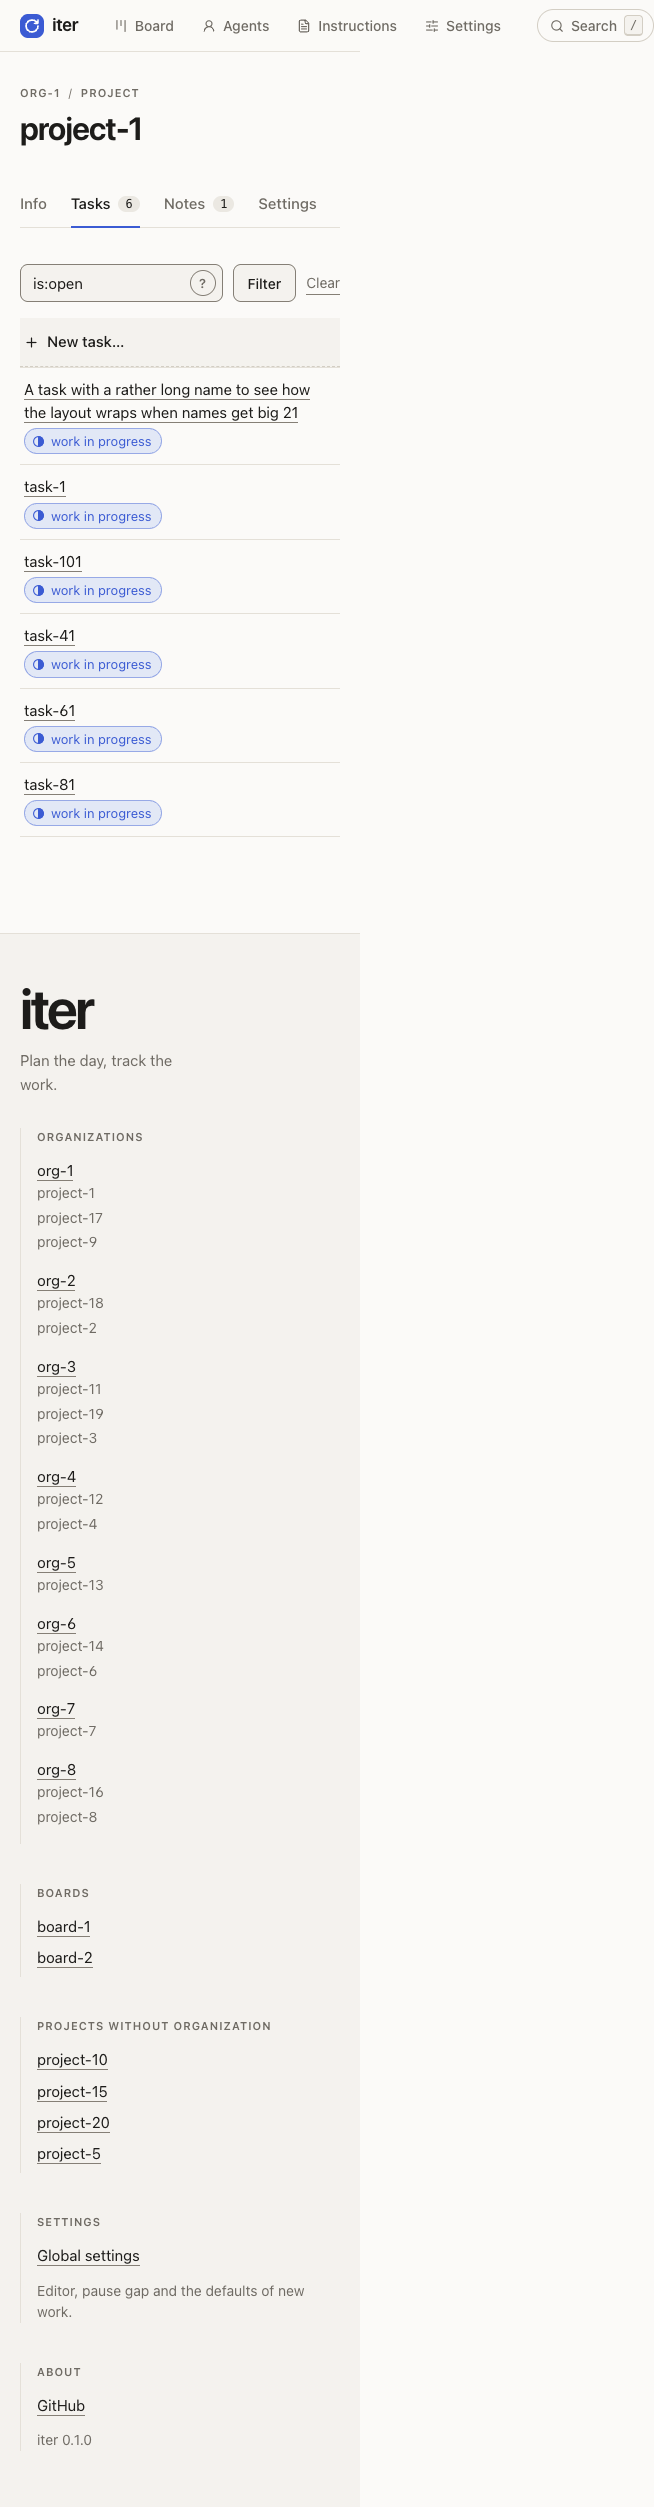 iter Board Agents Instructions Settings Search /
ORG-1 / PROJECT
project-1
Info Tasks 6 Notes 1 Settings
is:open ? Filter Clear
+ New task...
A task with a rather long name to see how
the layout wraps when names get big 21
work in progress
task-1
work in progress
task-101
work in progress
task-41
work in progress
task-61
work in progress
task-81
work in progress
iter
Plan the day, track the
work.
ORGANIZATIONS
org-1
project-1
project-17
project-9
org-2
project-18
project-2
org-3
project-11
project-19
project-3
org-4
project-12
project-4
org-5
project-13
org-6
project-14
project-6
org-7
project-7
org-8
project-16
project-8
BOARDS
board-1
board-2
PROJECTS WITHOUT ORGANIZATION
project-10
project-15
project-20
project-5
SETTINGS
Global settings
Editor, pause gap and the defaults of new
work.
ABOUT
GitHub
iter 0.1.0